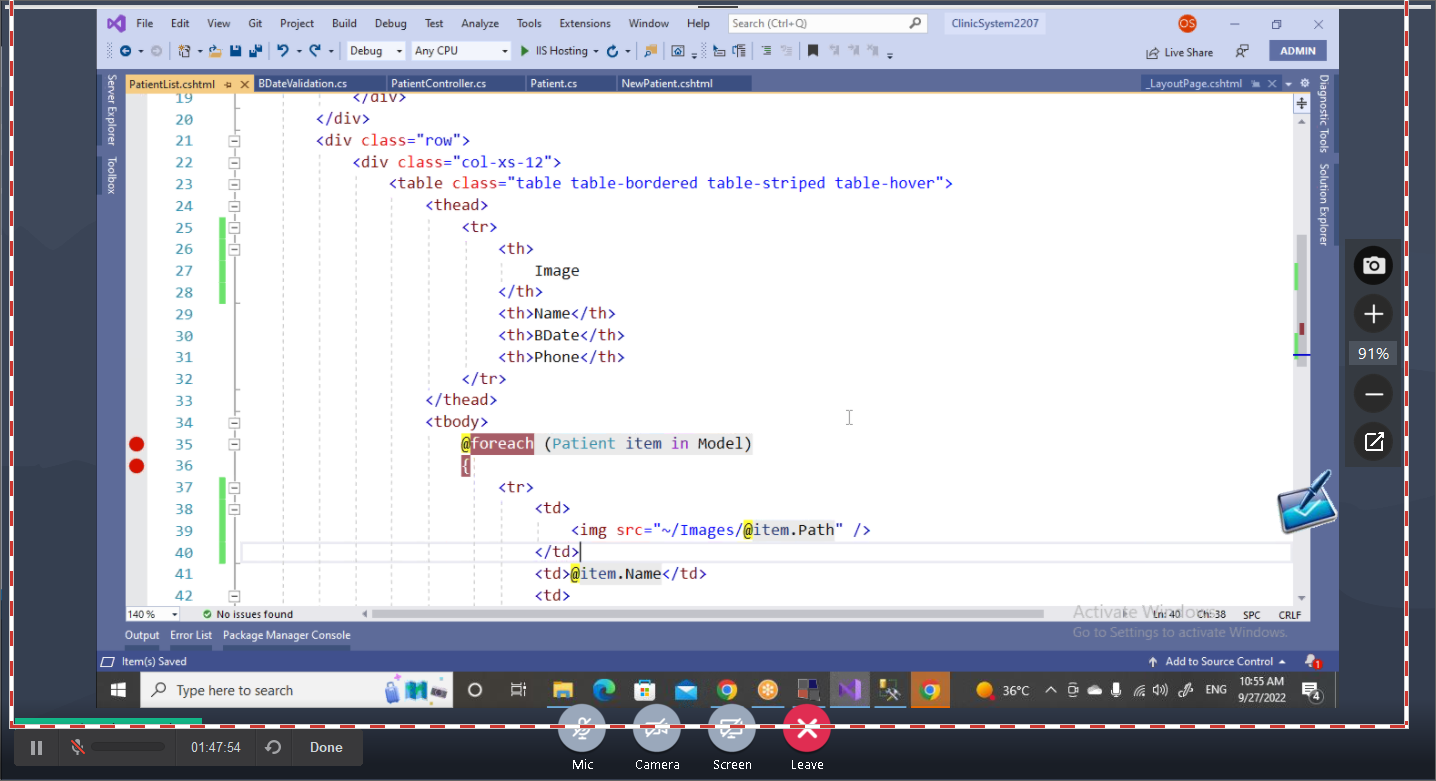 File Edit View Git Project Build Debug Test Analyze Tools Extensions Window Help Search (Ctrl+Q) ClinicSystem2207 OS
Debug Any CPU IIS Hosting Live Share ADMIN
PatientList.cshtml BDateValidation.cs PatientController.cs Patient.cs NewPatient.cshtml _LayoutPage.cshtml
Server Explorer
Toolbox
Diagnostic Tools
Solution Explorer
19 </div>
20 </div>
21 <div class="row">
22 <div class="col-xs-12">
23 <table class="table table-bordered table-striped table-hover">
24 <thead>
25 <tr>
26 <th>
27 Image
28 </th>
29 <th>Name</th>
30 <th>BDate</th>
31 <th>Phone</th>
32 </tr>
33 </thead>
34 <tbody>
35 @foreach (Patient item in Model)
36 {
37 <tr>
38 <td>
39 <img src="~/Images/@item.Path" />
40 </td>
41 <td>@item.Name</td>
42 <td>
91%
140 % No issues found Ln: 40 Ch: 38 SPC CRLF
Activate Windows
Go to Settings to activate Windows.
Output Error List Package Manager Console
Item(s) Saved Add to Source Control 1
Type here to search 36°C ENG 10:55 AM
9/27/2022 4
01:47:54 Done
Mic Camera Screen Leave